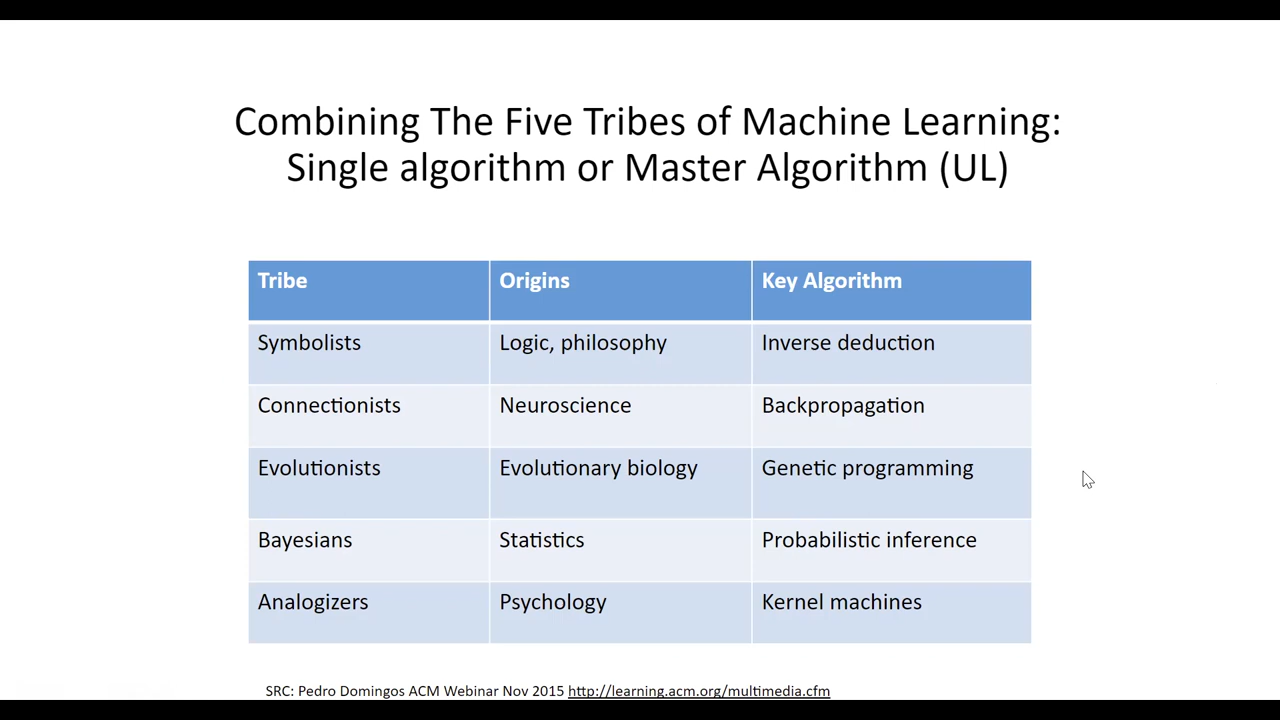 Combining The Five Tribes of Machine Learning:
Single algorithm or Master Algorithm (UL)
Tribe Origins Key Algorithm
Symbolists Logic, philosophy Inverse deduction
Connectionists Neuroscience Backpropagation
Evolutionists Evolutionary biology Genetic programming
Bayesians Statistics Probabilistic inference
Analogizers Psychology Kernel machines
SRC: Pedro Domingos ACM Webinar Nov 2015 http://learning.acm.org/multimedia.cfm